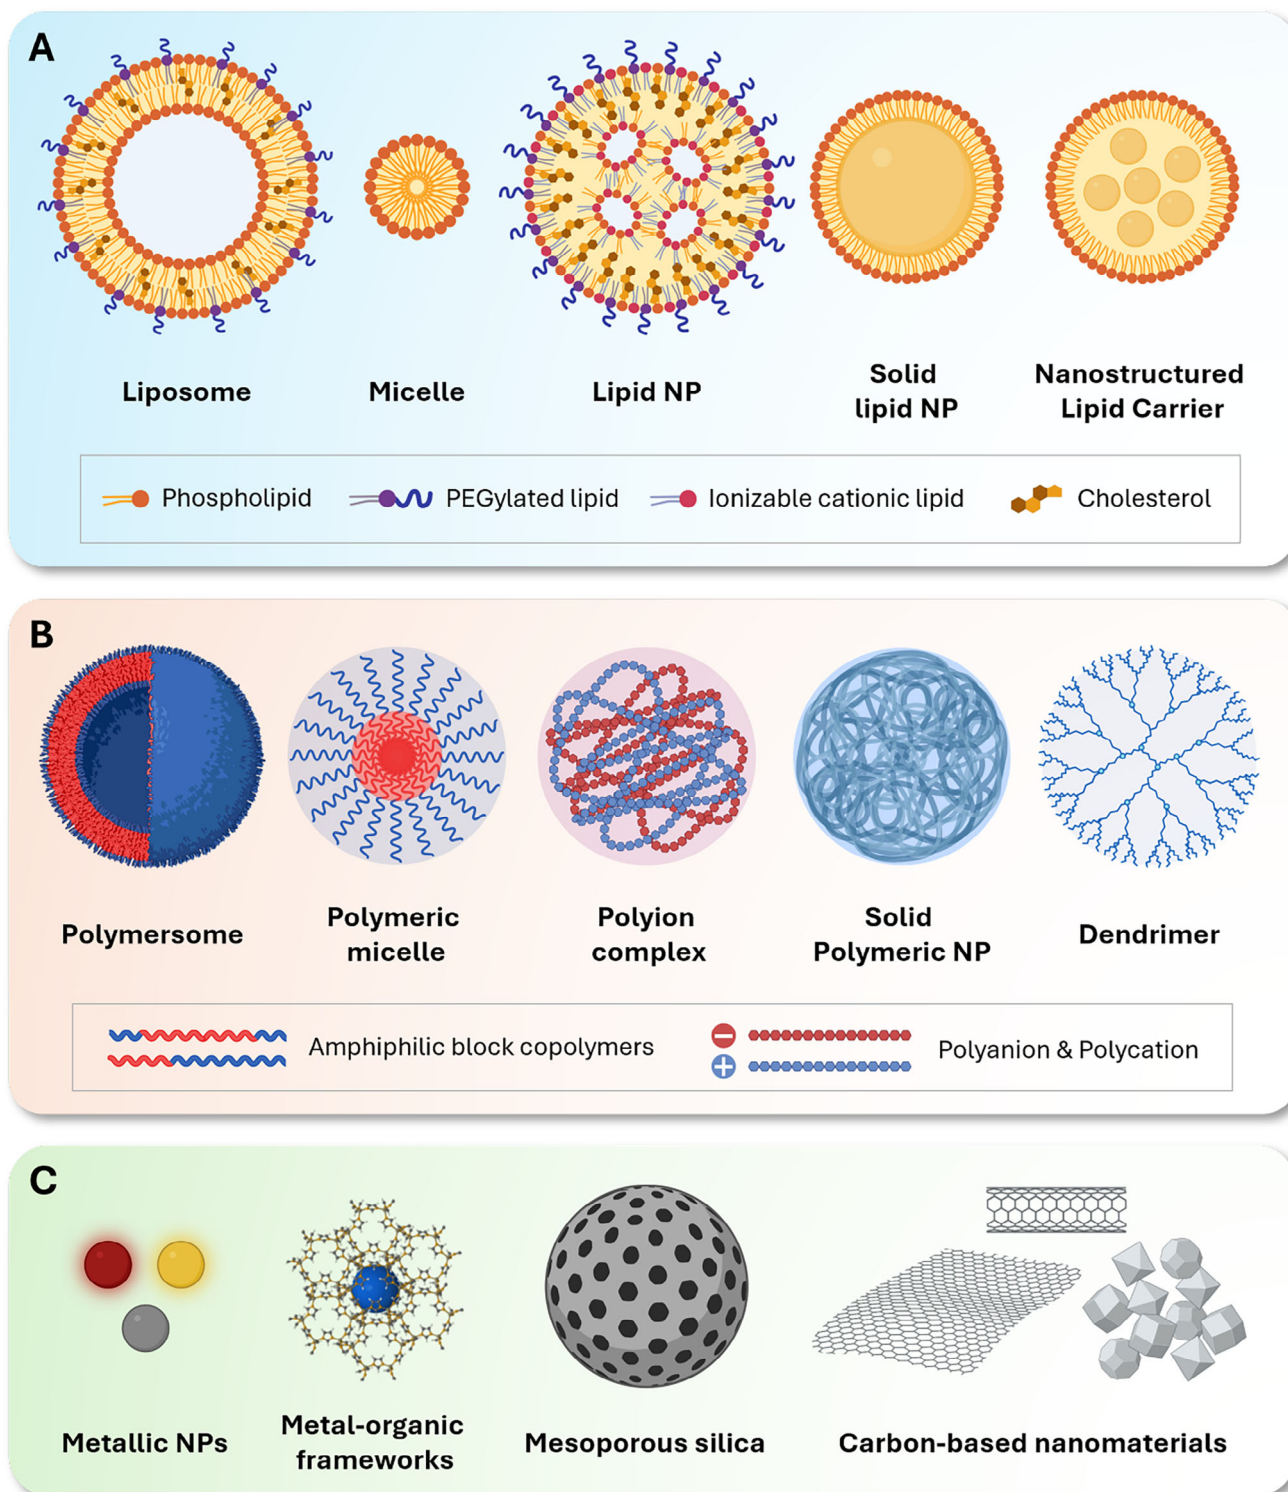 A
Liposome
Micelle
Lipid NP
Solid
lipid NP
Nanostructured
Lipid Carrier
Phospholipid
PEGylated lipid
Ionizable cationic lipid
Cholesterol
B
Polymersome
Polymeric
micelle
Polyion
complex
Solid
Polymeric NP
Dendrimer
Amphiphilic block copolymers
−
+
Polyanion & Polycation
C
Metallic NPs
Metal-organic
frameworks
Mesoporous silica
Carbon-based nanomaterials